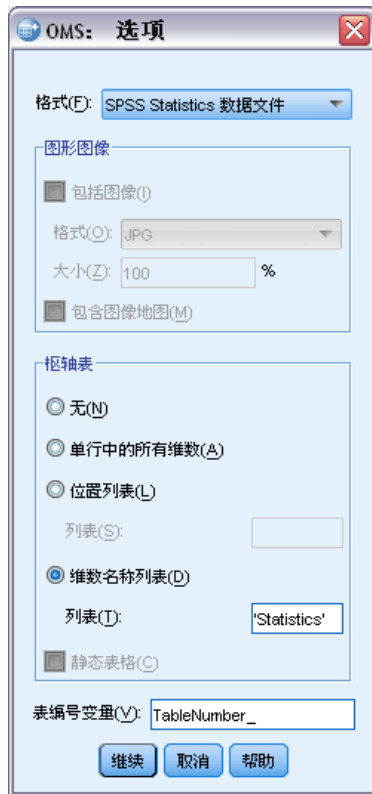 OMS： 选项
格式(F): SPSS Statistics 数据文件
图形图像
包括图像(I)
格式(O): JPG
大小(Z): 100 %
包含图像地图(M)
枢轴表
无(N)
单行中的所有维数(A)
位置列表(L)
列表(S):
维数名称列表(D)
列表(T): 'Statistics'
静态表格(C)
表编号变量(V): TableNumber_
继续 取消 帮助